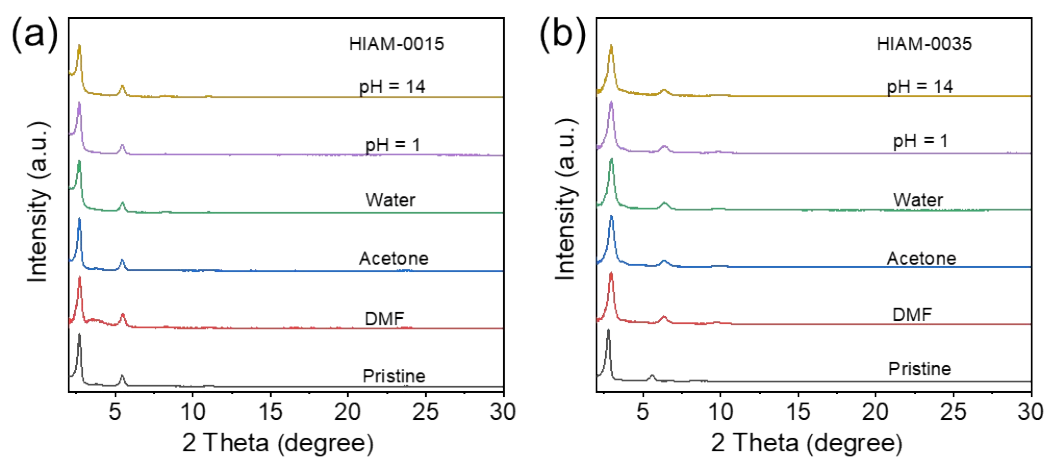 (a)
HIAM-0015
pH = 14
pH = 1
Water
Acetone
DMF
Pristine
Intensity (a.u.)
5 10 15 20 25 30
2 Theta (degree)
(b)
HIAM-0035
pH = 14
pH = 1
Water
Acetone
DMF
Pristine
Intensity (a.u.)
5 10 15 20 25 30
2 Theta (degree)